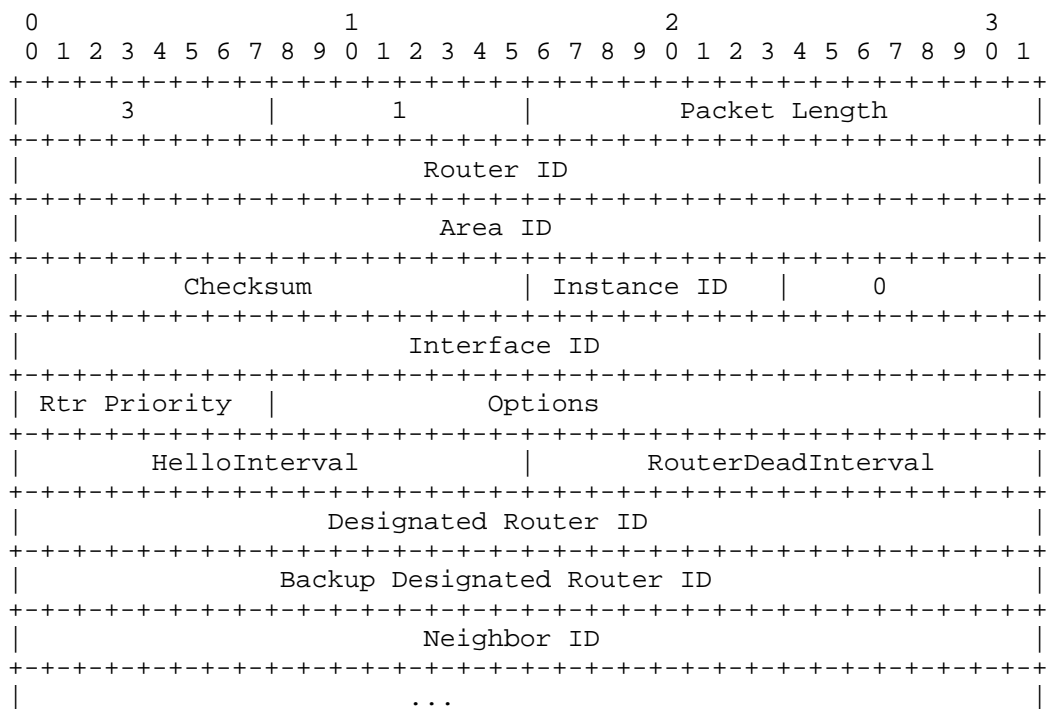 0                   1                   2                   3
 0 1 2 3 4 5 6 7 8 9 0 1 2 3 4 5 6 7 8 9 0 1 2 3 4 5 6 7 8 9 0 1
+-+-+-+-+-+-+-+-+-+-+-+-+-+-+-+-+-+-+-+-+-+-+-+-+-+-+-+-+-+-+-+-+
|      3        |       1       |         Packet Length         |
+-+-+-+-+-+-+-+-+-+-+-+-+-+-+-+-+-+-+-+-+-+-+-+-+-+-+-+-+-+-+-+-+
|                         Router ID                             |
+-+-+-+-+-+-+-+-+-+-+-+-+-+-+-+-+-+-+-+-+-+-+-+-+-+-+-+-+-+-+-+-+
|                          Area ID                              |
+-+-+-+-+-+-+-+-+-+-+-+-+-+-+-+-+-+-+-+-+-+-+-+-+-+-+-+-+-+-+-+-+
|          Checksum             | Instance ID   |     0         |
+-+-+-+-+-+-+-+-+-+-+-+-+-+-+-+-+-+-+-+-+-+-+-+-+-+-+-+-+-+-+-+-+
|                        Interface ID                           |
+-+-+-+-+-+-+-+-+-+-+-+-+-+-+-+-+-+-+-+-+-+-+-+-+-+-+-+-+-+-+-+-+
| Rtr Priority  |             Options                           |
+-+-+-+-+-+-+-+-+-+-+-+-+-+-+-+-+-+-+-+-+-+-+-+-+-+-+-+-+-+-+-+-+
|        HelloInterval          |       RouterDeadInterval      |
+-+-+-+-+-+-+-+-+-+-+-+-+-+-+-+-+-+-+-+-+-+-+-+-+-+-+-+-+-+-+-+-+
|                   Designated Router ID                        |
+-+-+-+-+-+-+-+-+-+-+-+-+-+-+-+-+-+-+-+-+-+-+-+-+-+-+-+-+-+-+-+-+
|                Backup Designated Router ID                    |
+-+-+-+-+-+-+-+-+-+-+-+-+-+-+-+-+-+-+-+-+-+-+-+-+-+-+-+-+-+-+-+-+
|                         Neighbor ID                           |
+-+-+-+-+-+-+-+-+-+-+-+-+-+-+-+-+-+-+-+-+-+-+-+-+-+-+-+-+-+-+-+-+
|                        ...                                    |